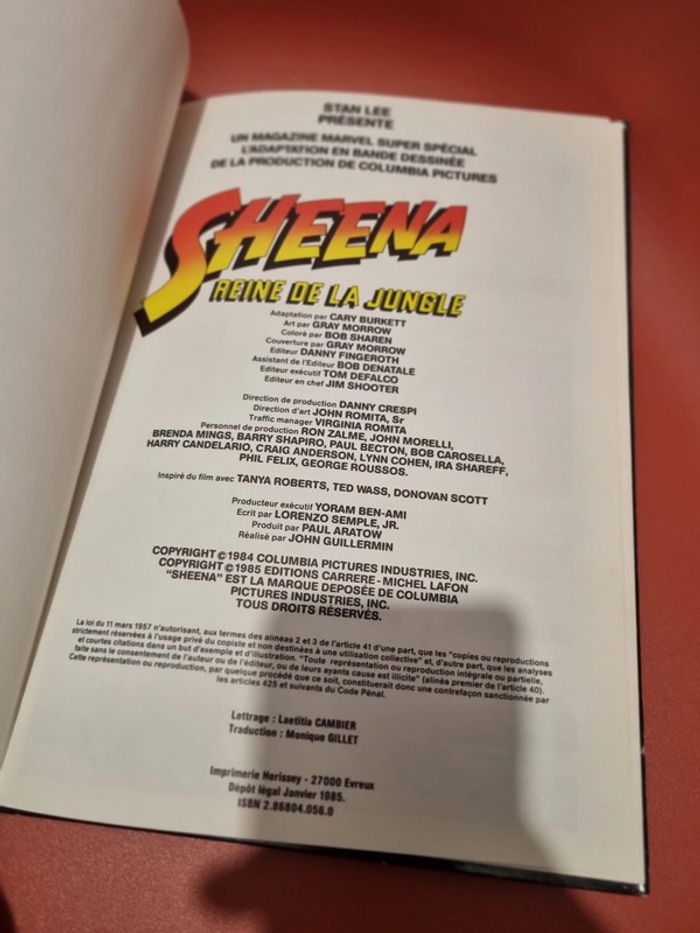 STAN LEE
PRÉSENTE
UN MAGAZINE MARVEL SUPER SPÉCIAL
L'ADAPTATION EN BANDE DESSINÉE
DE LA PRODUCTION DE COLUMBIA PICTURES
SHEENA
REINE DE LA JUNGLE
Adaptation par CARY BURKETT
Art par GRAY MORROW
Coloré par BOB SHAREN
Couverture par GRAY MORROW
Editeur DANNY FINGEROTH
Assistant de l'Editeur BOB DENATALE
Editeur exécutif TOM DEFALCO
Editeur en chef JIM SHOOTER
Direction de production DANNY CRESPI
Direction d'art JOHN ROMITA, Sr
Traffic manager VIRGINIA ROMITA
Personnel de production RON ZALME, JOHN MORELLI,
BRENDA MINGS, BARRY SHAPIRO, PAUL BECTON, BOB CAROSELLA,
HARRY CANDELARIO, CRAIG ANDERSON, LYNN COHEN, IRA SHAREFF,
PHIL FELIX, GEORGE ROUSSOS.
Inspiré du film avec TANYA ROBERTS, TED WASS, DONOVAN SCOTT
Producteur exécutif YORAM BEN-AMI
Ecrit par LORENZO SEMPLE, JR.
Produit par PAUL ARATOW
Réalisé par JOHN GUILLERMIN
COPYRIGHT © 1984 COLUMBIA PICTURES INDUSTRIES, INC.
COPYRIGHT © 1985 EDITIONS CARRERE - MICHEL LAFON
"SHEENA" EST LA MARQUE DEPOSÉE DE COLUMBIA
PICTURES INDUSTRIES, INC.
TOUS DROITS RÉSERVÉS.
La loi du 11 mars 1957 n'autorisant, aux termes des alinéas 2 et 3 de l'article 41 d'une part, que les "copies ou reproductions
strictement réservées à l'usage privé du copiste et non destinées à une utilisation collective" et, d'autre part, que les analyses
et courtes citations dans un but d'exemple et d'illustration. "Toute représentation ou reproduction intégrale ou partielle,
faite sans le consentement de l'auteur ou de l'éditeur, ou de leurs ayants cause est illicite" (alinéa premier de l'article 40).
Cette représentation ou reproduction, par quelque procédé que ce soit, constituerait donc une contrefaçon sanctionnée par
les articles 425 et suivants du Code Pénal.
Lettrage : Laetitia CAMBIER
Traduction : Monique GILLET
Imprimerie Herissey - 27000 Evreux
Dépôt légal Janvier 1985.
ISBN 2.86804.056.0